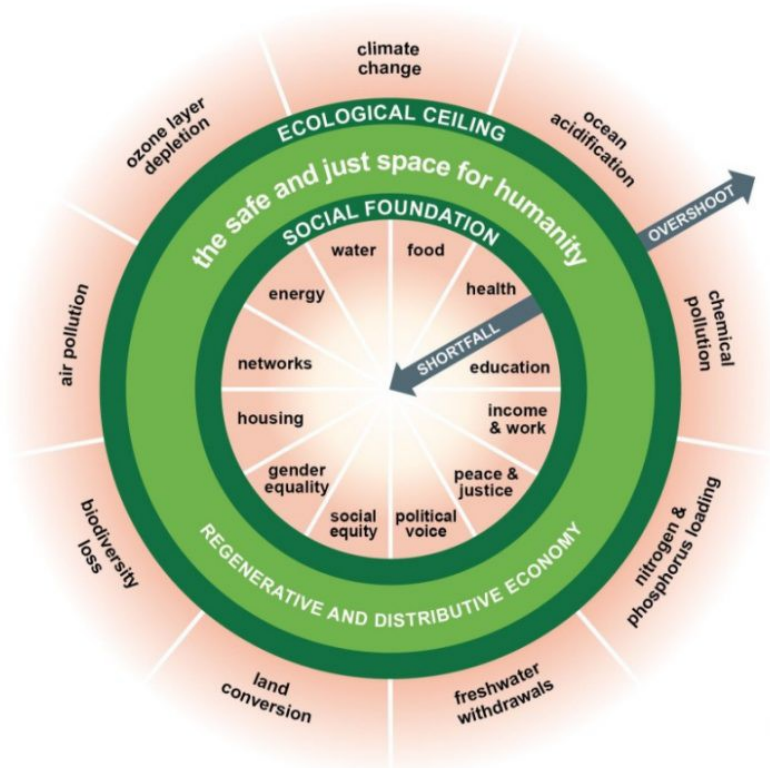 climate
change
ozone layer
depletion
ocean
acidification
ECOLOGICAL CEILING
the safe and just space for humanity
OVERSHOOT
SOCIAL FOUNDATION
water
food
energy
health
SHORTFALL
air pollution
chemical
pollution
networks
education
housing
income
& work
gender
equality
peace &
justice
social
equity
political
voice
biodiversity
loss
REGENERATIVE AND DISTRIBUTIVE ECONOMY
nitrogen &
phosphorus loading
land
conversion
freshwater
withdrawals